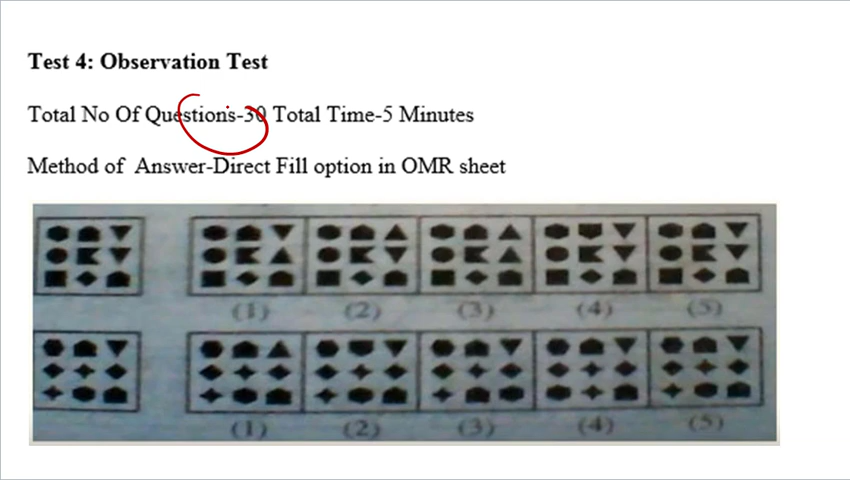 Test 4: Observation Test
Total No Of Questions-30 Total Time-5 Minutes
Method of Answer-Direct Fill option in OMR sheet
(1) (2) (3) (4) (5)
(1) (2) (3) (4) (5)